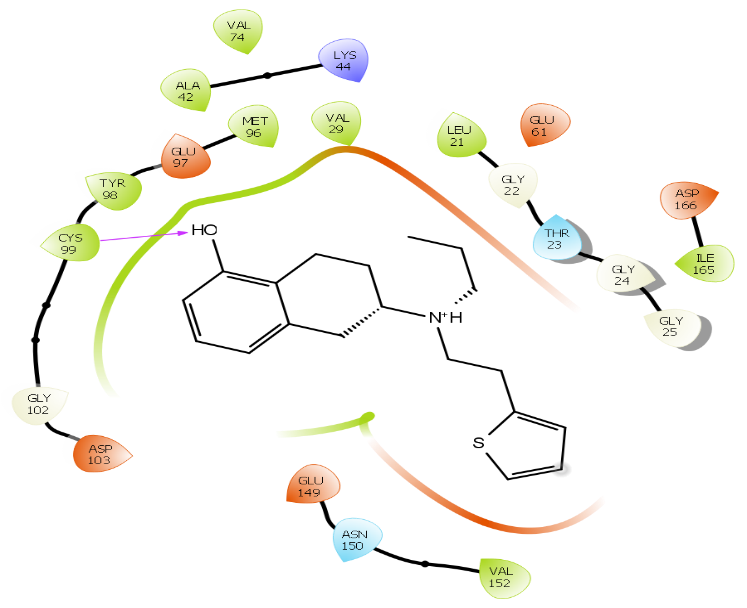 VAL
74
LYS
44
ALA
42
MET
96
VAL
29
GLU
97
TYR
98
CYS
99
HO
LEU
21
GLU
61
GLY
22
ASP
166
THR
23
ILE
165
GLY
24
GLY
25
N+H
GLY
102
ASP
103
S
GLU
149
ASN
150
VAL
152